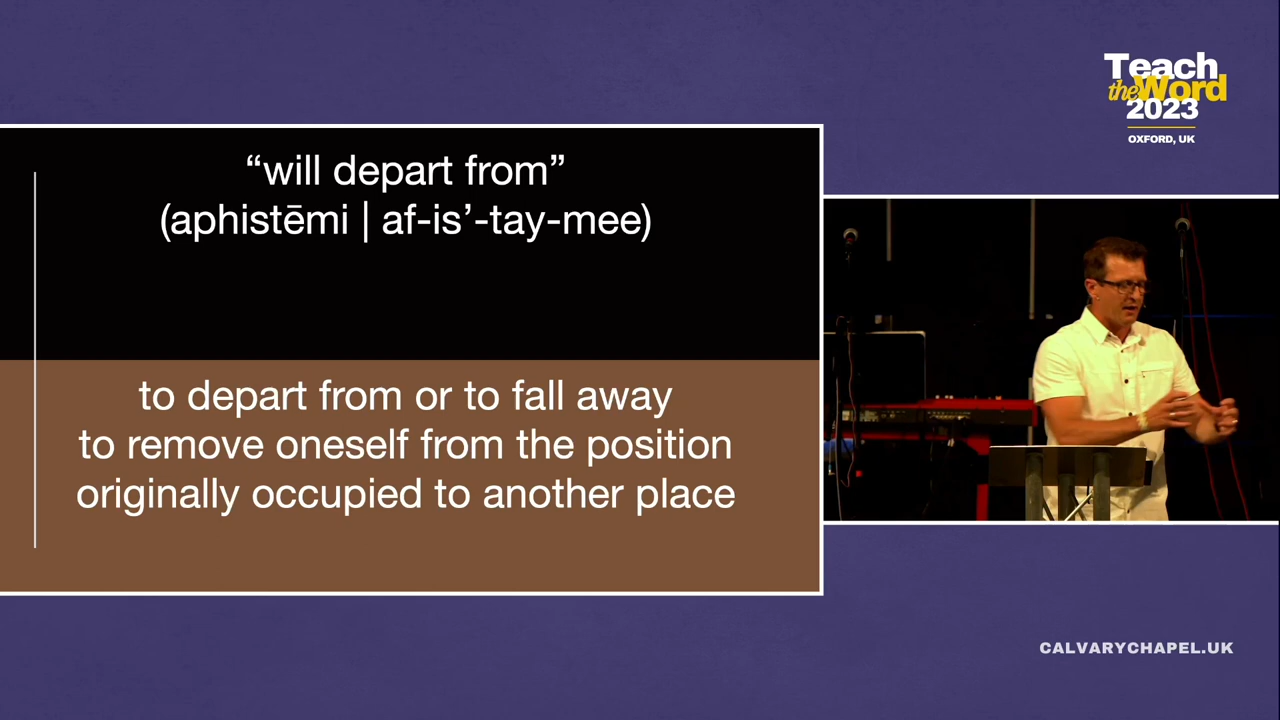 “will depart from”
(aphistēmi | af-is’-tay-mee)
to depart from or to fall away
to remove oneself from the position
originally occupied to another place
Teach
the Word
2023
OXFORD, UK
CALVARYCHAPEL.UK